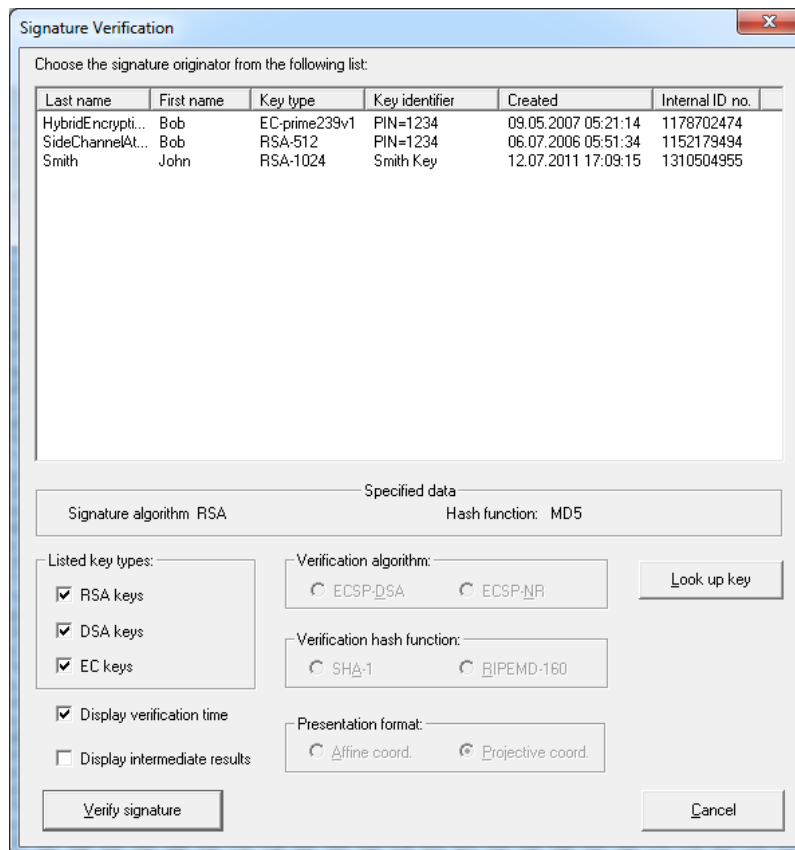 Signature Verification
Choose the signature originator from the following list:
Last name First name Key type Key identifier Created Internal ID no.
HybridEncrypti... Bob EC-prime239v1 PIN=1234 09.05.2007 05:21:14 1178702474
SideChannelAt... Bob RSA-512 PIN=1234 06.07.2006 05:51:34 1152179494
Smith John RSA-1024 Smith Key 12.07.2011 17:09:15 1310504955
Specified data
Signature algorithm RSA Hash function: MD5
Listed key types: Verification algorithm:
RSA keys ECSP-DSA ECSP-NR Look up key
DSA keys Verification hash function:
EC keys SHA-1 RIPEMD-160
Display verification time Presentation format:
Display intermediate results Affine coord. Projective coord.
Verify signature Cancel